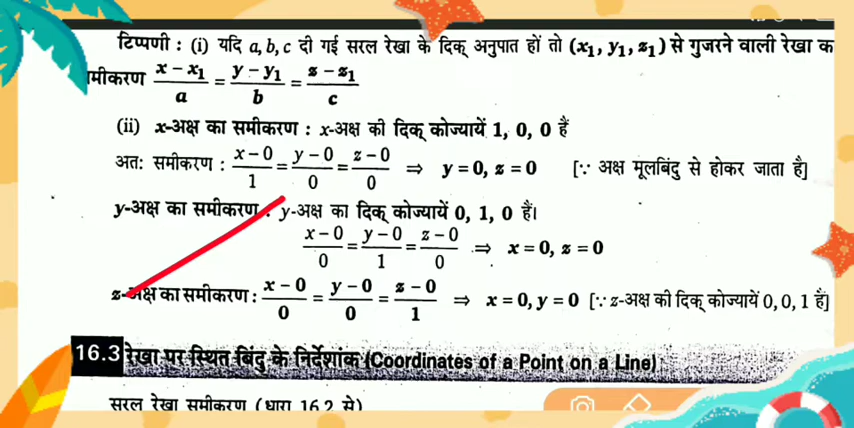 टिप्पणी : (i) यदि a, b, c दी गई सरल रेखा के दिक् अनुपात हों तो (x₁, y₁, z₁) से गुजरने वाली रेखा क
मीकरण (x – x₁)/a = (y – y₁)/b = (z – z₁)/c
(ii) x-अक्ष का समीकरण : x-अक्ष की दिक् कोज्यायें 1, 0, 0 हैं
अतः समीकरण : (x – 0)/1 = (y – 0)/0 = (z – 0)/0 ⇒ y = 0, z = 0 [∵ अक्ष मूलबिंदु से होकर जाता है]
y-अक्ष का समीकरण : y-अक्ष का दिक् कोज्यायें 0, 1, 0 हैं।
(x – 0)/0 = (y – 0)/1 = (z – 0)/0 ⇒ x = 0, z = 0
z-अक्ष का समीकरण : (x – 0)/0 = (y – 0)/0 = (z – 0)/1 ⇒ x = 0, y = 0 [∵ z-अक्ष की दिक् कोज्यायें 0, 0, 1 हैं]
16.3 रेखा पर स्थित बिंदु के निर्देशांक (Coordinates of a Point on a Line) :
सरल रेखा समीकरण (धारा 16.2 से)